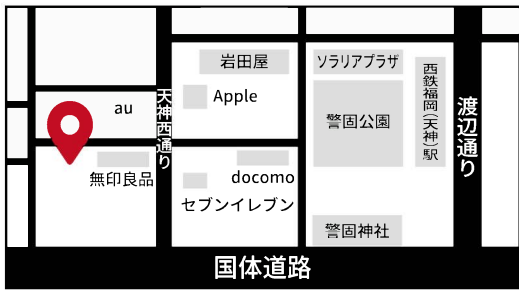 岩田屋
ソラリアプラザ
西鉄福岡(天神)駅
Apple
au
天神西通り
警固公園
渡辺通り
無印良品
docomo
セブンイレブン
警固神社
国体道路